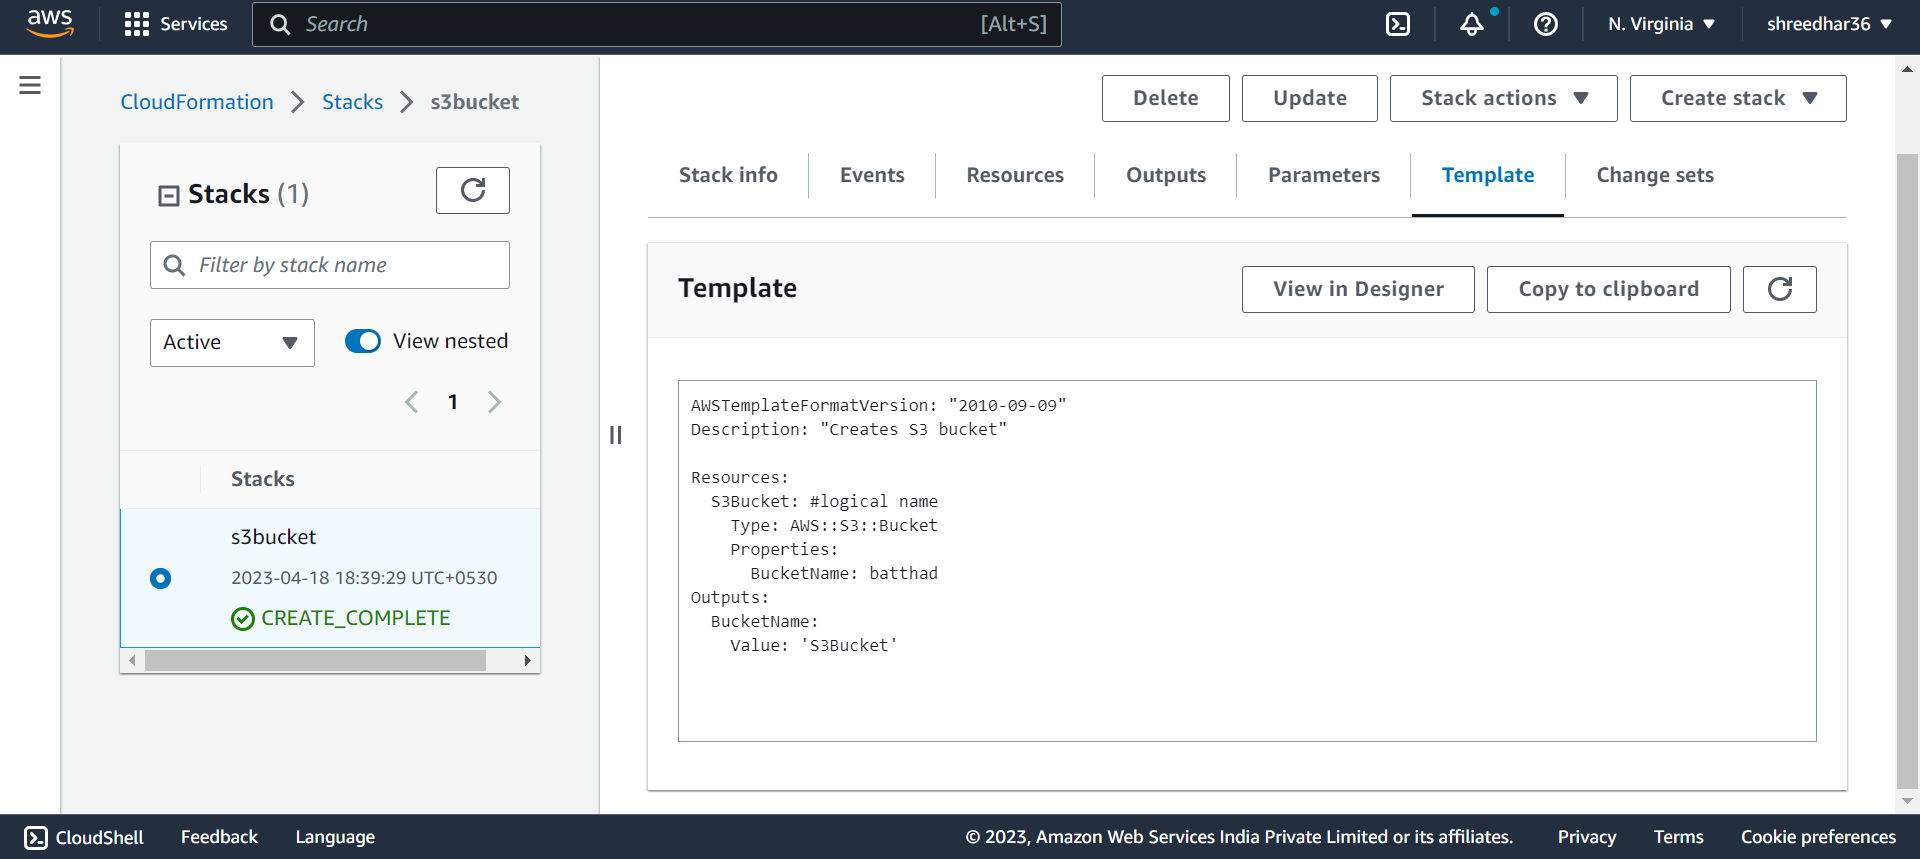 aws
Services
Search
[Alt+S]
N. Virginia
shreedhar36
CloudFormation
Stacks
s3bucket
Delete
Update
Stack actions
Create stack
Stacks (1)
Filter by stack name
Active
View nested
1
Stacks
s3bucket
2023-04-18 18:39:29 UTC+0530
CREATE_COMPLETE
Stack info
Events
Resources
Outputs
Parameters
Template
Change sets
Template
View in Designer
Copy to clipboard
AWSTemplateFormatVersion: "2010-09-09"
Description: "Creates S3 bucket"
Resources:
  S3Bucket: #logical name
    Type: AWS::S3::Bucket
    Properties:
      BucketName: batthad
Outputs:
  BucketName:
    Value: 'S3Bucket'
CloudShell
Feedback
Language
© 2023, Amazon Web Services India Private Limited or its affiliates.
Privacy
Terms
Cookie preferences